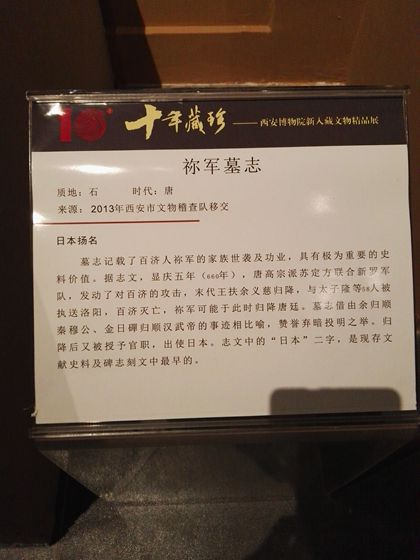 10 十年藏珍 ——西安博物院新入藏文物精品展
祢军墓志
质地：石 时代：唐
来源：2013年西安市文物稽查队移交
日本扬名
墓志记载了百济人祢军的家族世袭及功业，具有极为重要的史
料价值。据志文，显庆五年（660年），唐高宗派苏定方联合新罗军
队，发动了对百济的攻击，末代王扶余义慈归降，与太子隆等58人被
执送洛阳，百济灭亡，祢军可能于此时归降唐廷。墓志借由余归顺
秦穆公、金日磾归顺汉武帝的事迹相比喻，赞誉弃暗投明之举。归
降后又被授予官职，出使日本。志文中的“日本”二字，是现存文
献史料及碑志刻文中最早的。